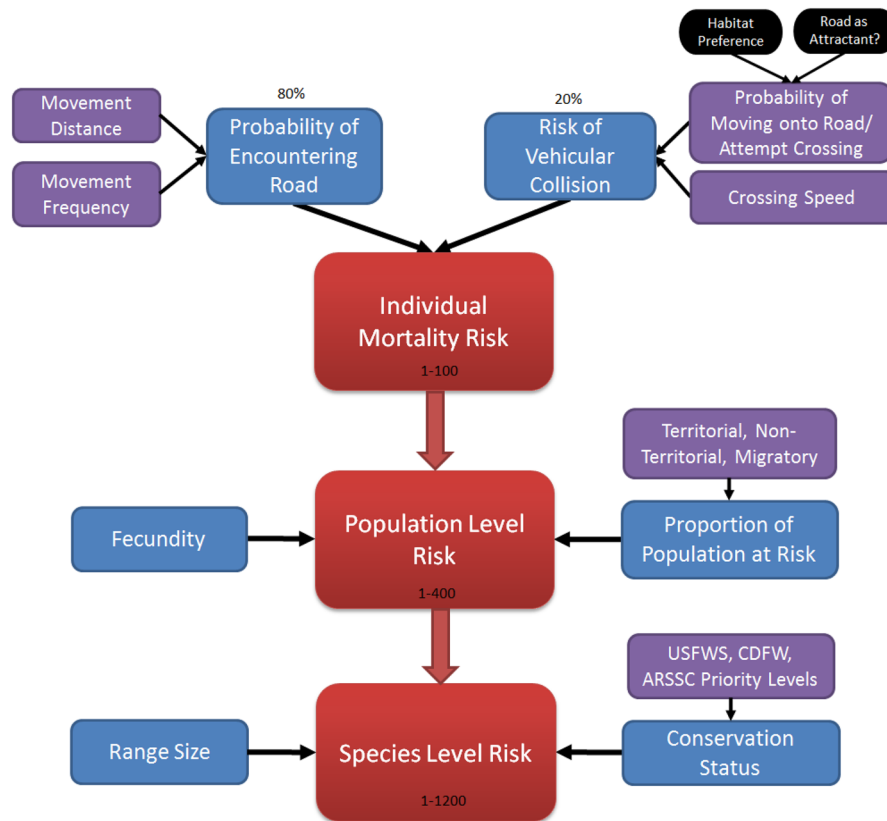 Habitat
Preference
Road as
Attractant?
80%
20%
Movement
Distance
Movement
Frequency
Probability of
Encountering
Road
Risk of
Vehicular
Collision
Probability of
Moving onto Road/
Attempt Crossing
Crossing Speed
Individual
Mortality Risk
1-100
Territorial, Non-
Territorial, Migratory
Fecundity
Population Level
Risk
1-400
Proportion of
Population at Risk
USFWS, CDFW,
ARSSC Priority Levels
Range Size
Species Level Risk
1-1200
Conservation
Status